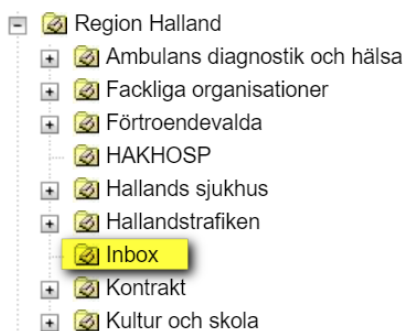 Region Halland
Ambulans diagnostik och hälsa
Fackliga organisationer
Förtroendevalda
HAKHOSP
Hallands sjukhus
Hallandstrafiken
Inbox
Kontrakt
Kultur och skola